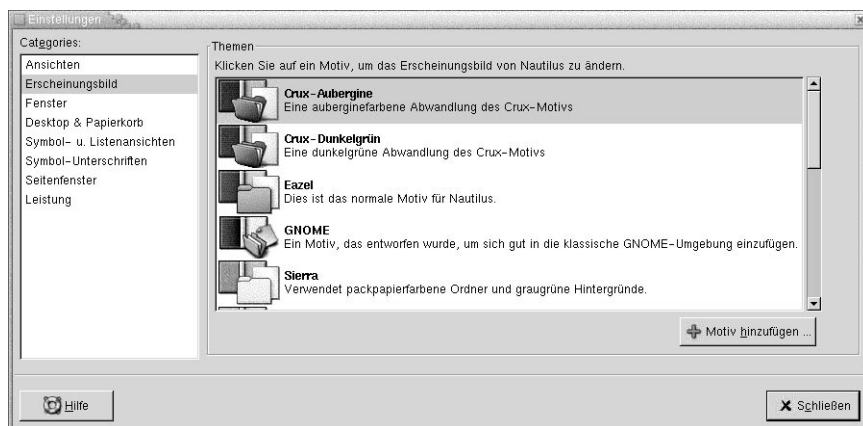 Einstellungen
Categories:
Ansichten
Erscheinungsbild
Fenster
Desktop & Papierkorb
Symbol- u. Listenansichten
Symbol-Unterschriften
Seitenfenster
Leistung
Themen
Klicken Sie auf ein Motiv, um das Erscheinungsbild von Nautilus zu ändern.
Crux-Aubergine
Eine auberginefarbene Abwandlung des Crux-Motivs
Crux-Dunkelgrün
Eine dunkelgrüne Abwandlung des Crux-Motivs
Eazel
Dies ist das normale Motiv für Nautilus.
GNOME
Ein Motiv, das entworfen wurde, um sich gut in die klassische GNOME-Umgebung einzufügen.
Sierra
Verwendet packpapierfarbene Ordner und graugrüne Hintergründe.
Motiv hinzufügen ...
Hilfe
Schließen